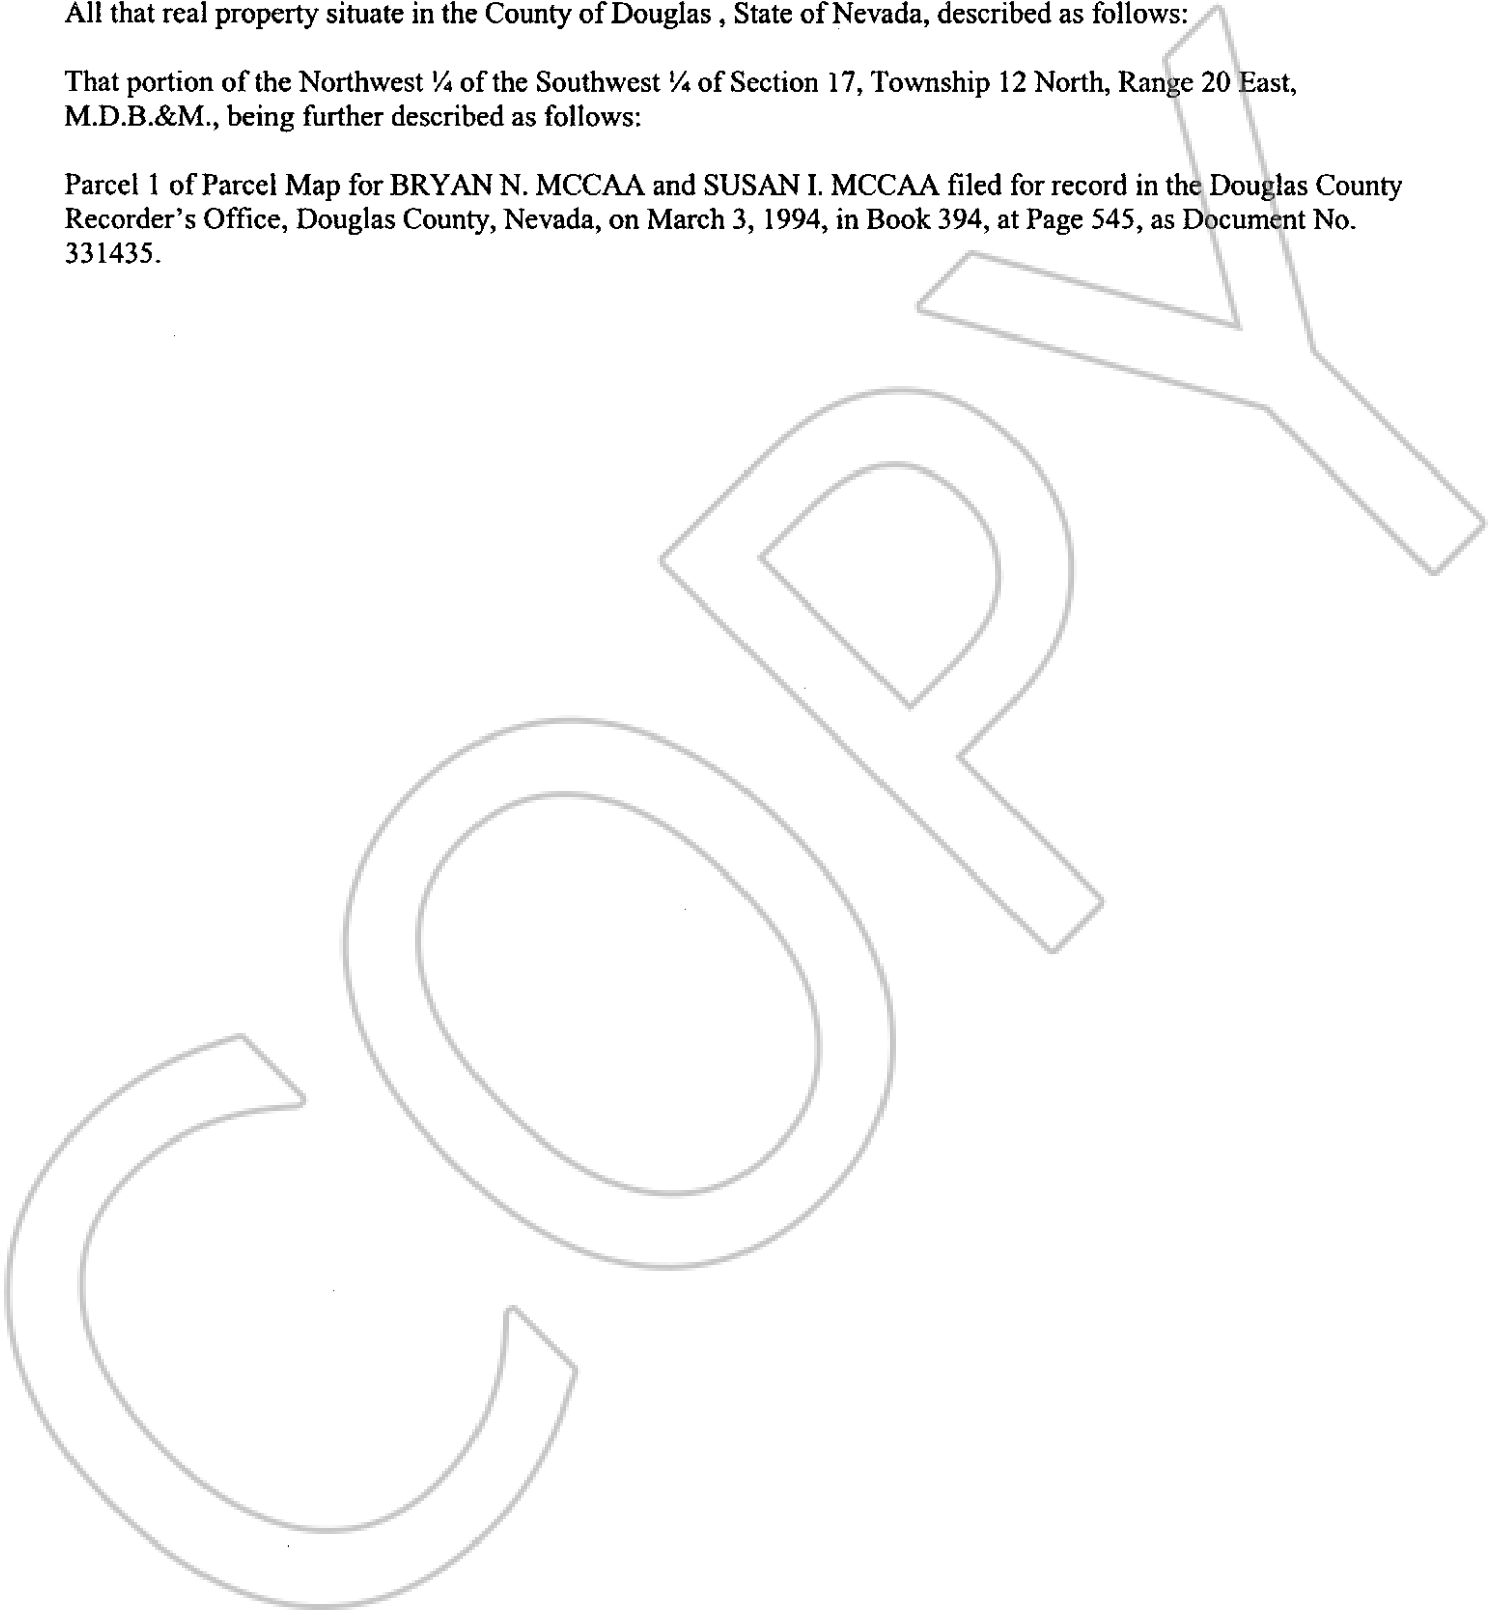 All that real property situate in the County of Douglas , State of Nevada, described as follows:
That portion of the Northwest ¼ of the Southwest ¼ of Section 17, Township 12 North, Range 20 East,
M.D.B.&M., being further described as follows:
Parcel 1 of Parcel Map for BRYAN N. MCCAA and SUSAN I. MCCAA filed for record in the Douglas County
Recorder's Office, Douglas County, Nevada, on March 3, 1994, in Book 394, at Page 545, as Document No.
331435.
COPY